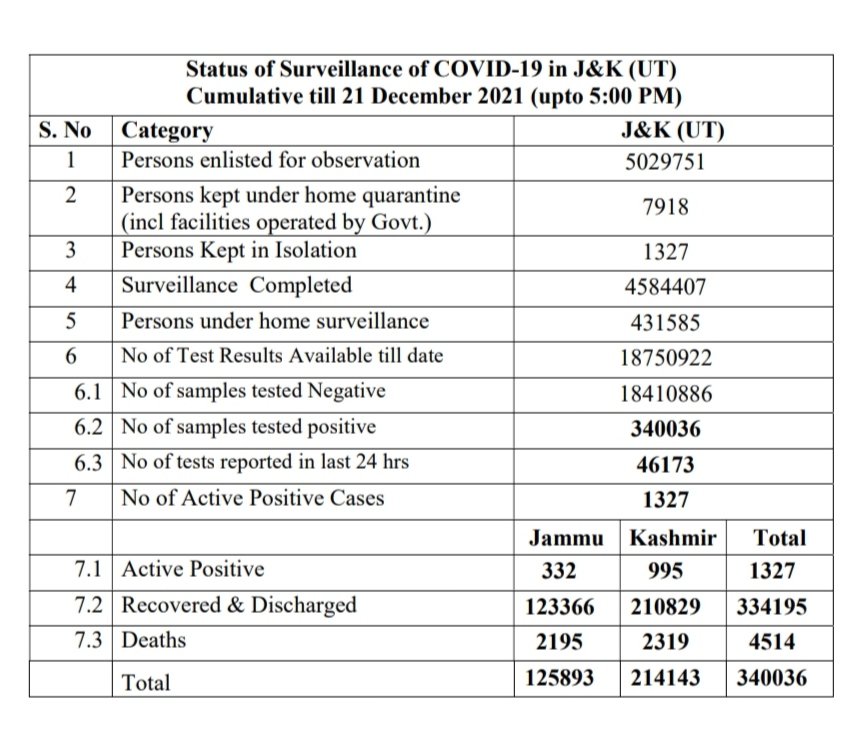 Status of Surveillance of COVID-19 in J&K (UT)
Cumulative till 21 December 2021 (upto 5:00 PM)
S. No Category J&K (UT)
1 Persons enlisted for observation 5029751
2 Persons kept under home quarantine
(incl facilities operated by Govt.) 7918
3 Persons Kept in Isolation 1327
4 Surveillance Completed 4584407
5 Persons under home surveillance 431585
6 No of Test Results Available till date 18750922
6.1 No of samples tested Negative 18410886
6.2 No of samples tested positive 340036
6.3 No of tests reported in last 24 hrs 46173
7 No of Active Positive Cases 1327
Jammu Kashmir Total
7.1 Active Positive 332 995 1327
7.2 Recovered & Discharged 123366 210829 334195
7.3 Deaths 2195 2319 4514
Total 125893 214143 340036